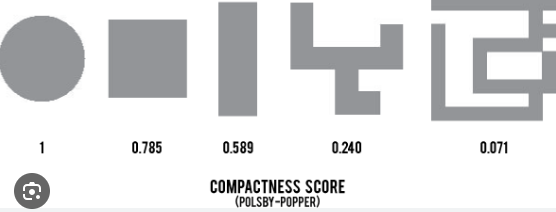 1 0.785 0.589 0.240 0.071
COMPACTNESS SCORE
(POLSBY-POPPER)